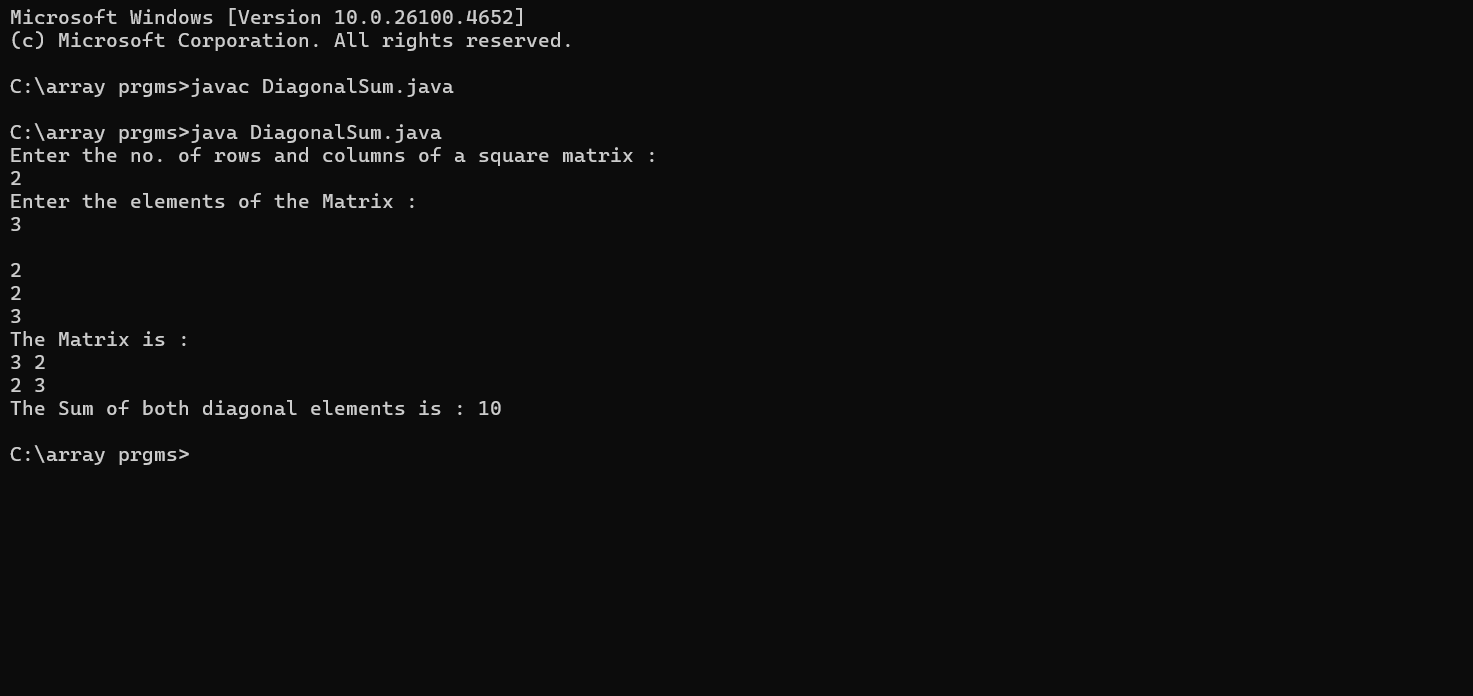 Microsoft Windows [Version 10.0.26100.4652]
(c) Microsoft Corporation. All rights reserved.
C:\array prgms>javac DiagonalSum.java
C:\array prgms>java DiagonalSum.java
Enter the no. of rows and columns of a square matrix :
2
Enter the elements of the Matrix :
3
2
2
3
The Matrix is :
3 2
2 3
The Sum of both diagonal elements is : 10
C:\array prgms>